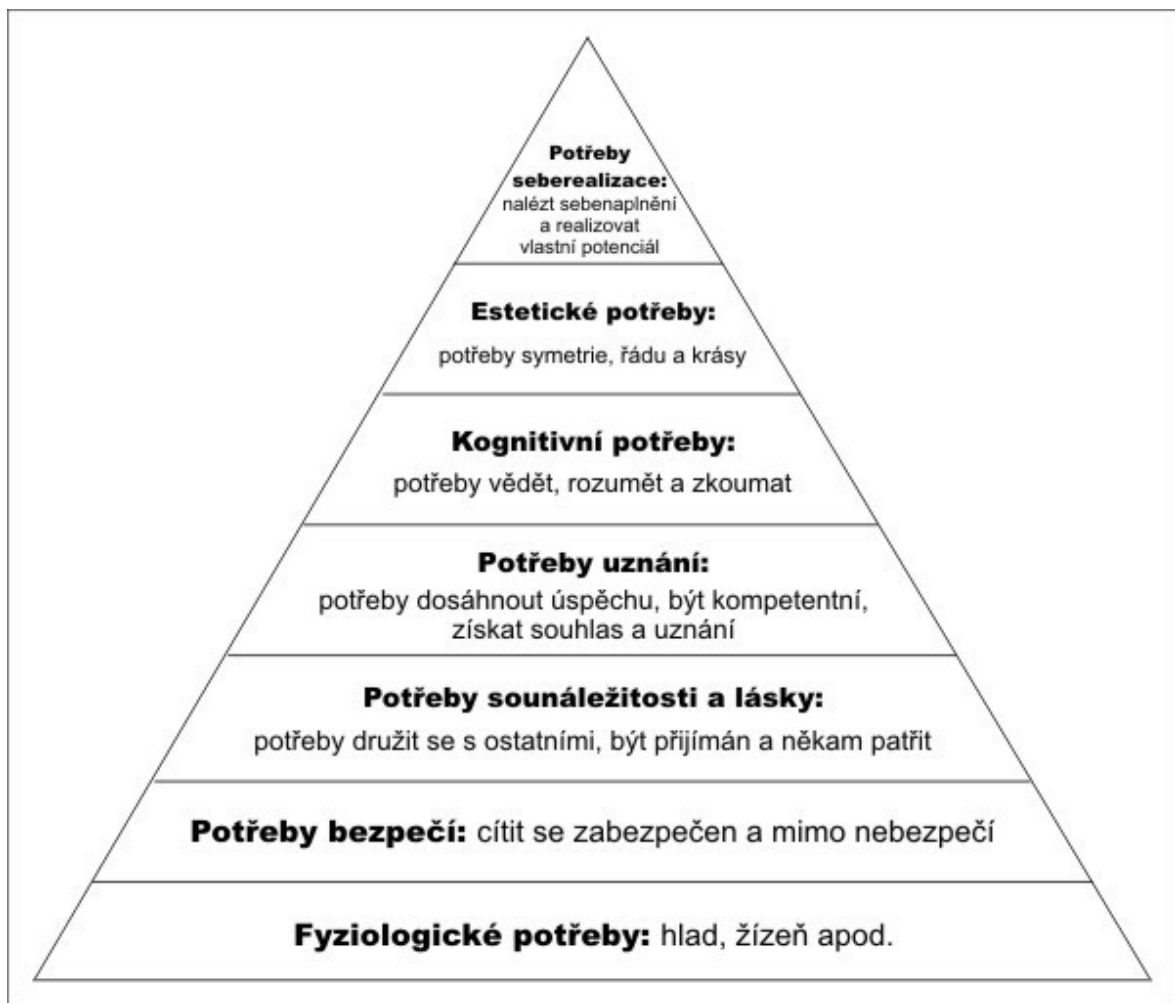 Potřeby
seberealizace:
nalézt sebenaplnění
a realizovat
vlastní potenciál
Estetické potřeby:
potřeby symetrie, řádu a krásy
Kognitivní potřeby:
potřeby vědět, rozumět a zkoumat
Potřeby uznání:
potřeby dosáhnout úspěchu, být kompetentní,
získat souhlas a uznání
Potřeby sounáležitosti a lásky:
potřeby družit se s ostatními, být přijímán a někam patřit
Potřeby bezpečí: cítit se zabezpečen a mimo nebezpečí
Fyziologické potřeby: hlad, žízeň apod.